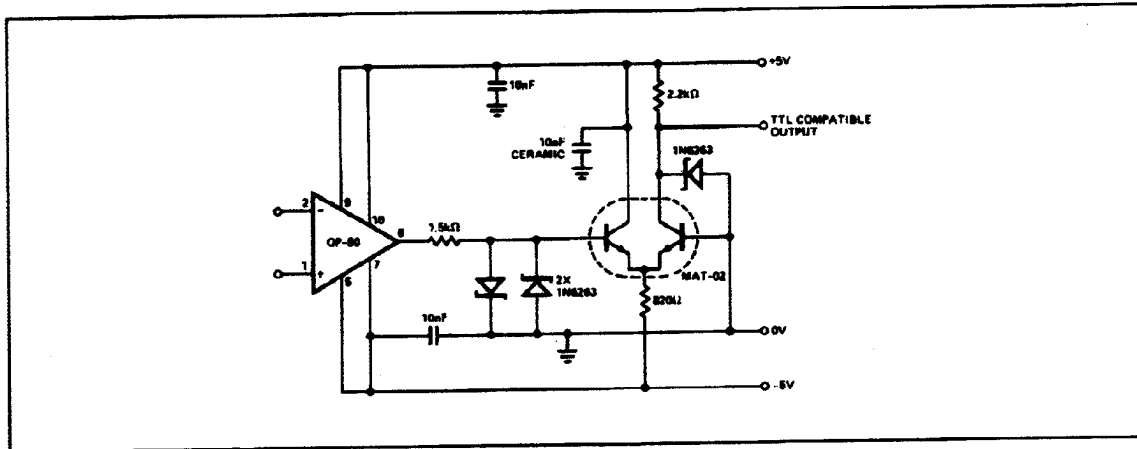 +5V
10nF
2.2kΩ
TTL COMPATIBLE
OUTPUT
10nF
CERAMIC
1N6263
2
-
9
10
1.5kΩ
6
1
+
7
5
2X
1N6263
MAT-02
820Ω
10nF
0V
-5V